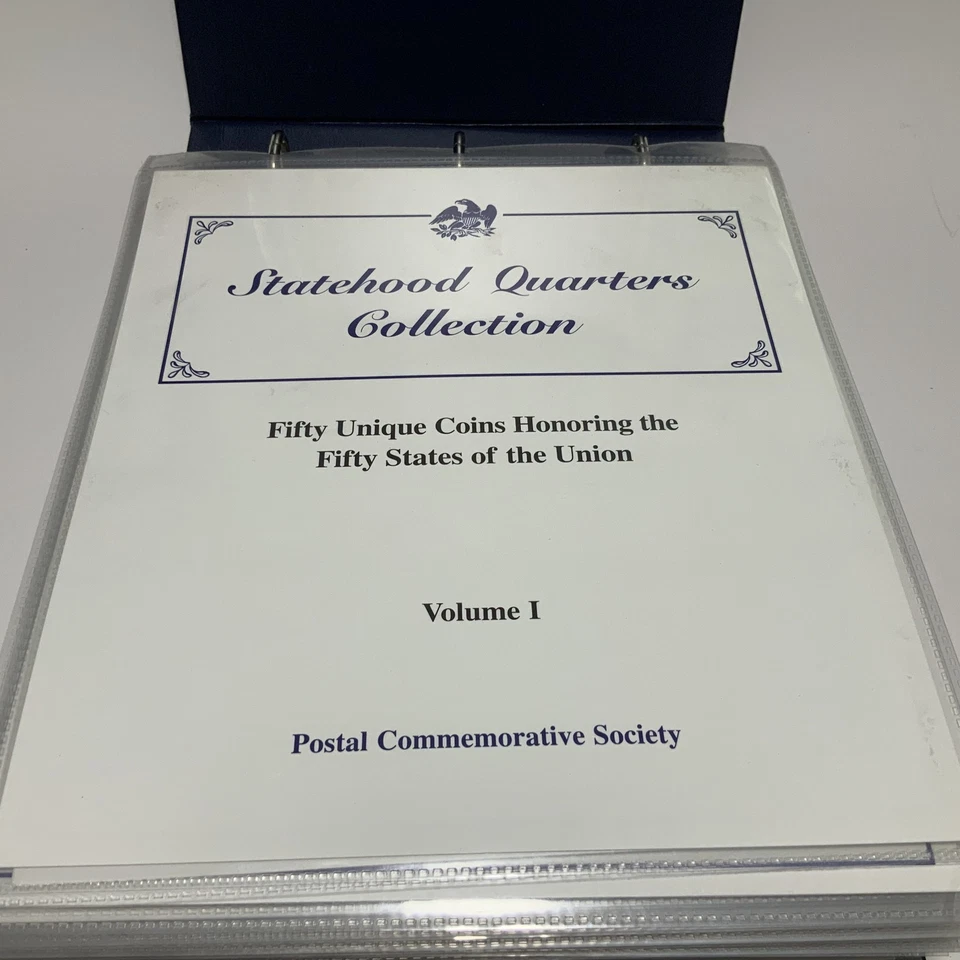 Statehood Quarters
Collection
Fifty Unique Coins Honoring the
Fifty States of the Union
Volume I
Postal Commemorative Society